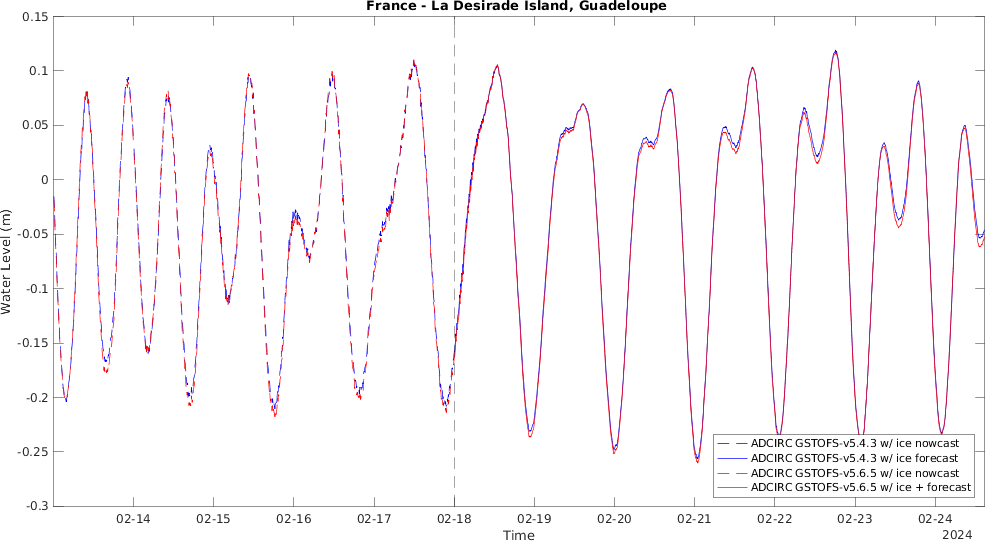 France - La Desirade Island, Guadeloupe
0.15
0.1
0.05
0
-0.05
-0.1
-0.15
-0.2
-0.25
-0.3
Water Level (m)
02-14 02-15 02-16 02-17 02-18 02-19 02-20 02-21 02-22 02-23 02-24
Time
2024
ADCIRC GSTOFS-v5.4.3 w/ ice nowcast
ADCIRC GSTOFS-v5.4.3 w/ ice forecast
ADCIRC GSTOFS-v5.6.5 w/ ice nowcast
ADCIRC GSTOFS-v5.6.5 w/ ice + forecast